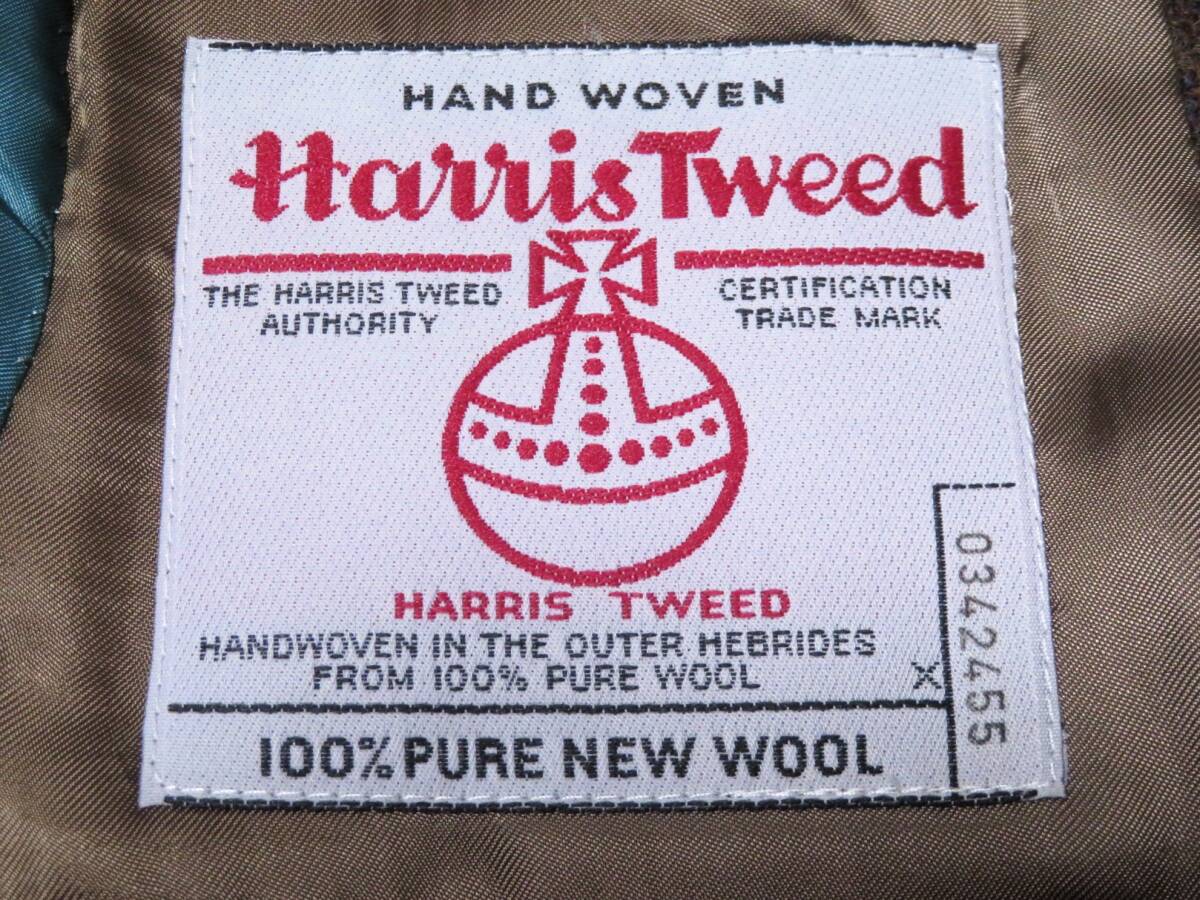 HAND WOVEN
Harris Tweed
THE HARRIS TWEED
AUTHORITY
CERTIFICATION
TRADE MARK
HARRIS TWEED
HANDWOVEN IN THE OUTER HEBRIDES
FROM 100% PURE WOOL
X
0342455
100% PURE NEW WOOL